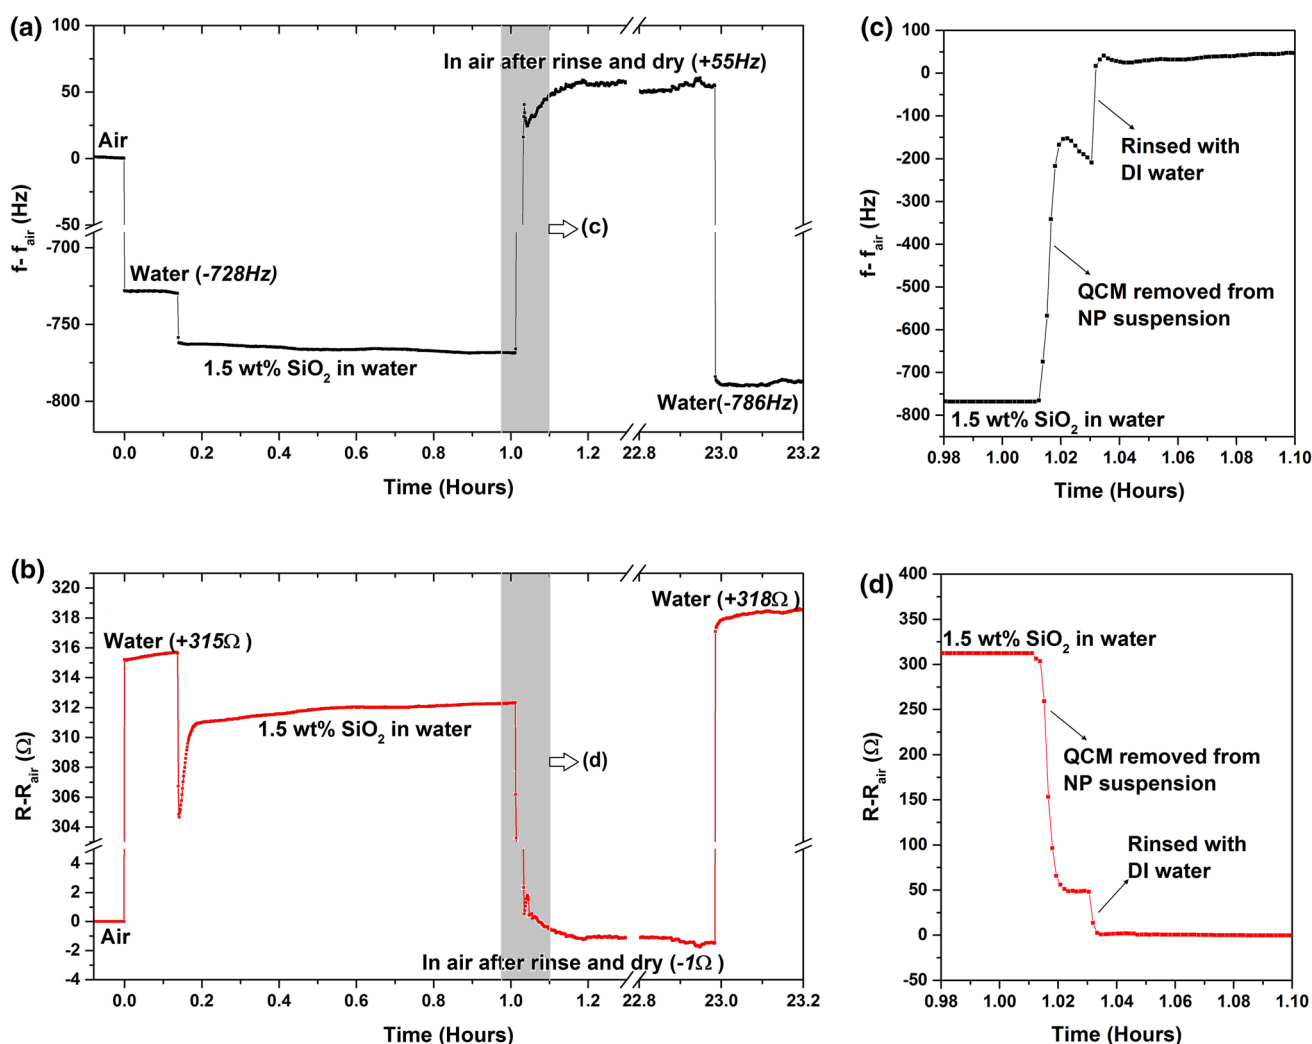 (a)
100
50
0
-50
-700
-750
-800
f- f_air (Hz)
Air
In air after rinse and dry (+55Hz)
Water (-728Hz)
(c)
1.5 wt% SiO₂ in water
Water(-786Hz)
0.0 0.2 0.4 0.6 0.8 1.0 1.2 22.8 23.0 23.2
Time (Hours)
(c)
100
0
-100
-200
-300
-400
-500
-600
-700
-800
f- f_air (Hz)
Rinsed with
DI water
QCM removed from
NP suspension
1.5 wt% SiO₂ in water
0.98 1.00 1.02 1.04 1.06 1.08 1.10
Time (Hours)
(b)
320
318
316
314
312
310
308
306
304
4
2
0
-2
-4
R-R_air (Ω)
Water (+315Ω )
Water (+318Ω )
1.5 wt% SiO₂ in water
(d)
Air
In air after rinse and dry (-1Ω )
0.0 0.2 0.4 0.6 0.8 1.0 1.2 22.8 23.0 23.2
Time (Hours)
(d)
400
350
300
250
200
150
100
50
0
-50
R-R_air (Ω)
1.5 wt% SiO₂ in water
QCM removed from
NP suspension
Rinsed with
DI water
0.98 1.00 1.02 1.04 1.06 1.08 1.10
Time (Hours)